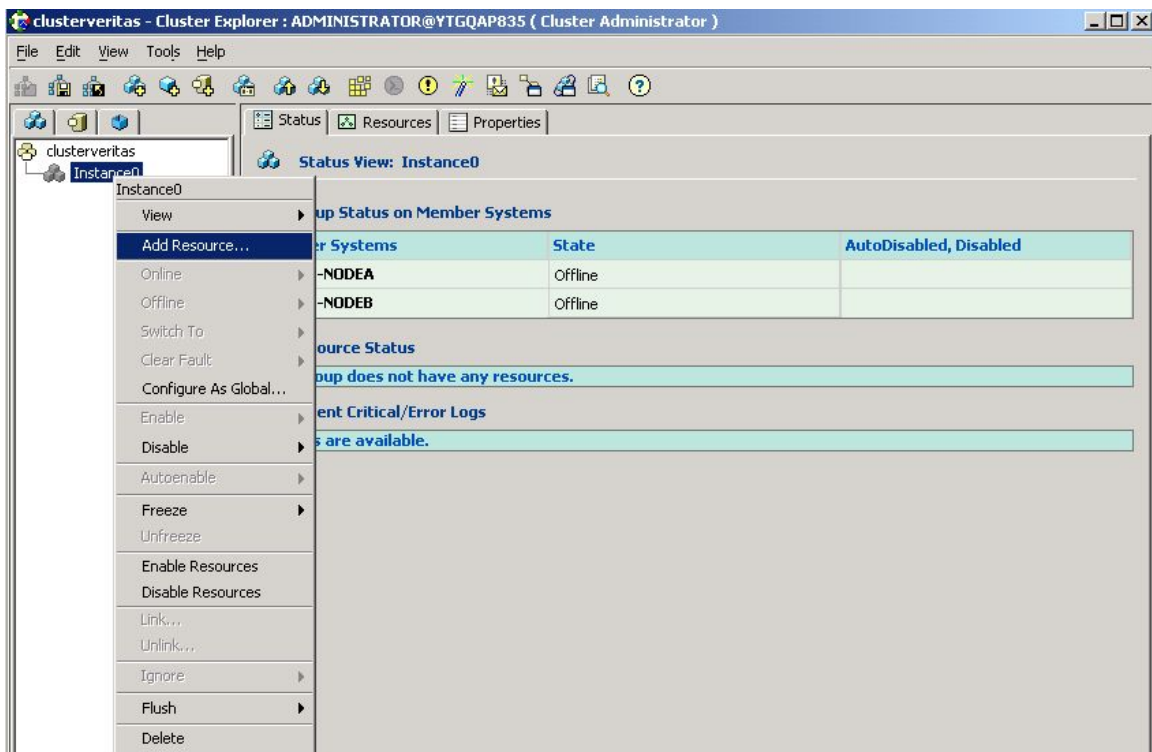 clusterveritas - Cluster Explorer : ADMINISTRATOR@YTGQAP835 ( Cluster Administrator )
File Edit View Tools Help
Status Resources Properties
clusterveritas
Instance0
Status View: Instance0
Instance0
View
Add Resource...
Online
Offline
Switch To
Clear Fault
Configure As Global...
Enable
Disable
Autoenable
Freeze
Unfreeze
Enable Resources
Disable Resources
Link...
Unlink...
Ignore
Flush
Delete
up Status on Member Systems
r Systems State AutoDisabled, Disabled
-NODEA Offline
-NODEB Offline
ource Status
oup does not have any resources.
ent Critical/Error Logs
s are available.